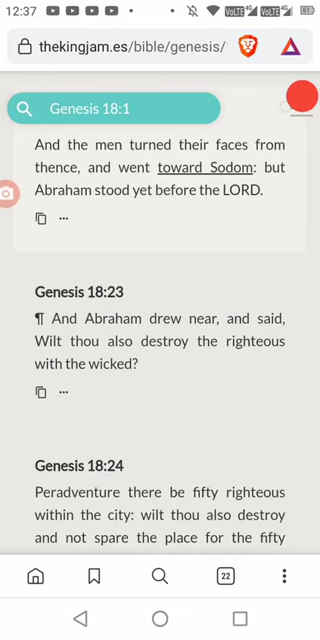 12:37
thekingjam.es/bible/genesis/
Genesis 18:1
And the men turned their faces from
thence, and went toward Sodom: but
Abraham stood yet before the LORD.
Genesis 18:23
¶ And Abraham drew near, and said,
Wilt thou also destroy the righteous
with the wicked?
Genesis 18:24
Peradventure there be fifty righteous
within the city: wilt thou also destroy
and not spare the place for the fifty
22